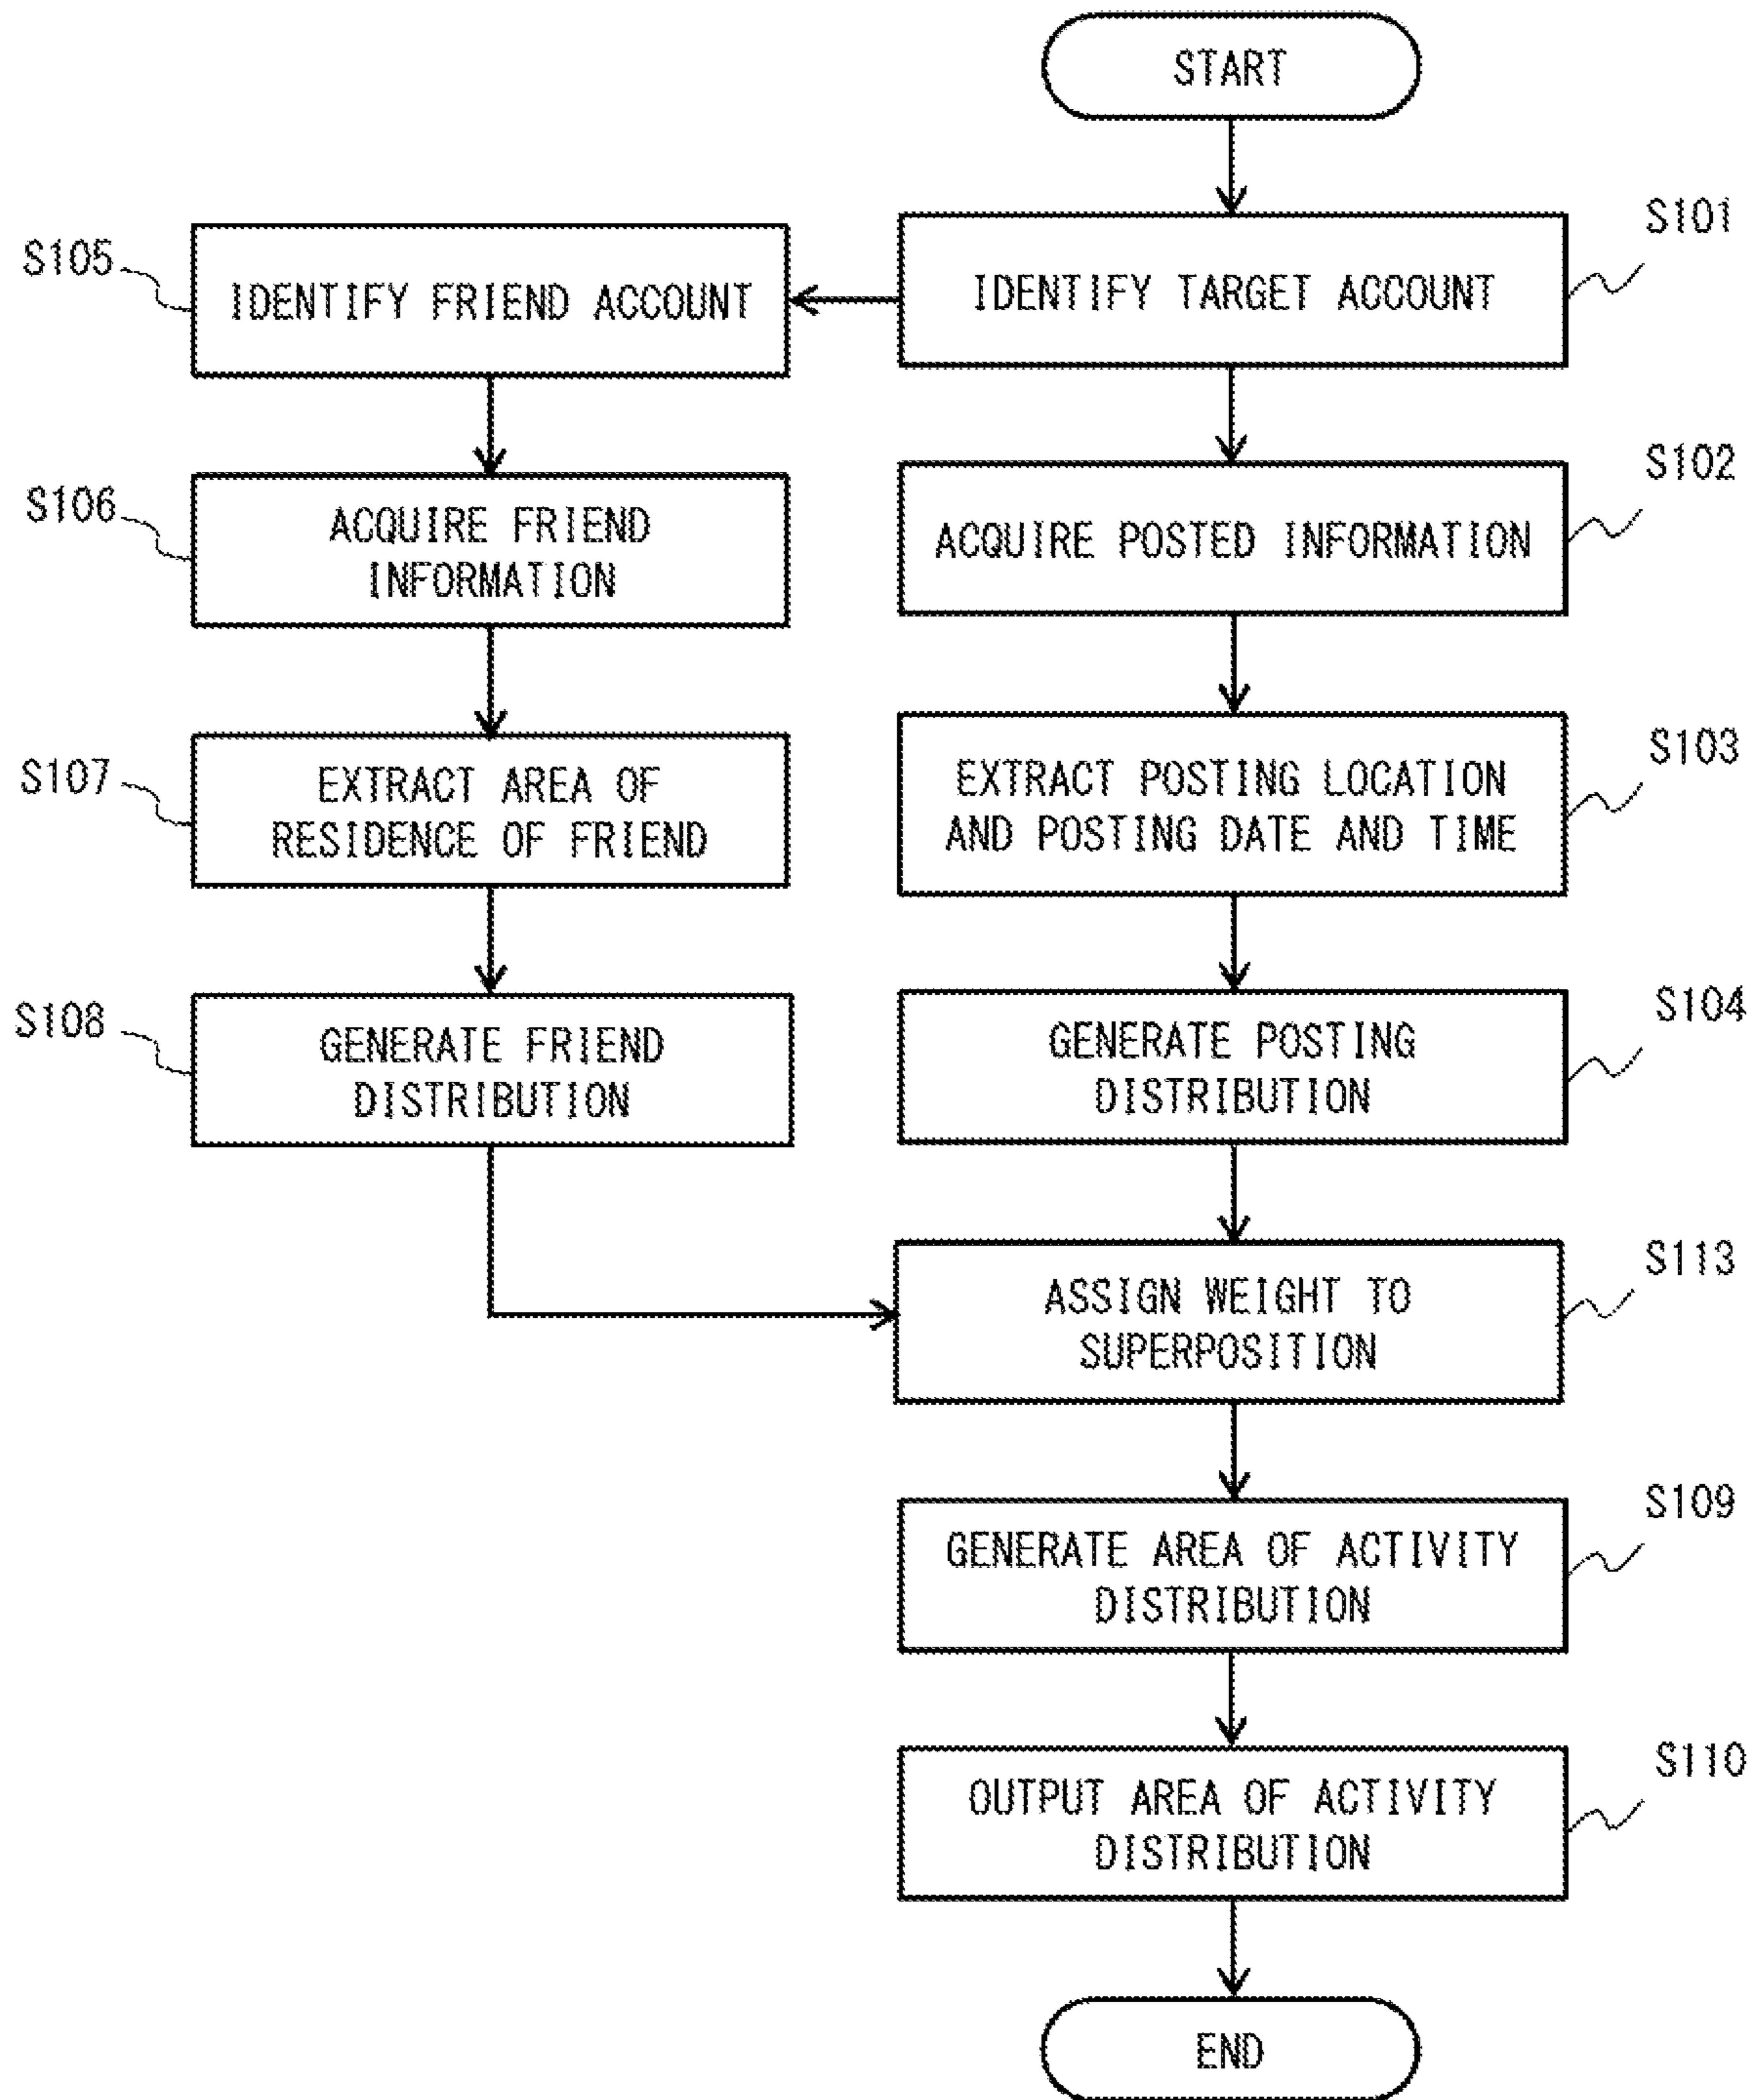 START
S101
IDENTIFY TARGET ACCOUNT
S105
IDENTIFY FRIEND ACCOUNT
S102
ACQUIRE POSTED INFORMATION
S106
ACQUIRE FRIEND
INFORMATION
S103
EXTRACT POSTING LOCATION
AND POSTING DATE AND TIME
S107
EXTRACT AREA OF
RESIDENCE OF FRIEND
S104
GENERATE POSTING
DISTRIBUTION
S108
GENERATE FRIEND
DISTRIBUTION
S113
ASSIGN WEIGHT TO
SUPERPOSITION
S109
GENERATE AREA OF ACTIVITY
DISTRIBUTION
S110
OUTPUT AREA OF ACTIVITY
DISTRIBUTION
END